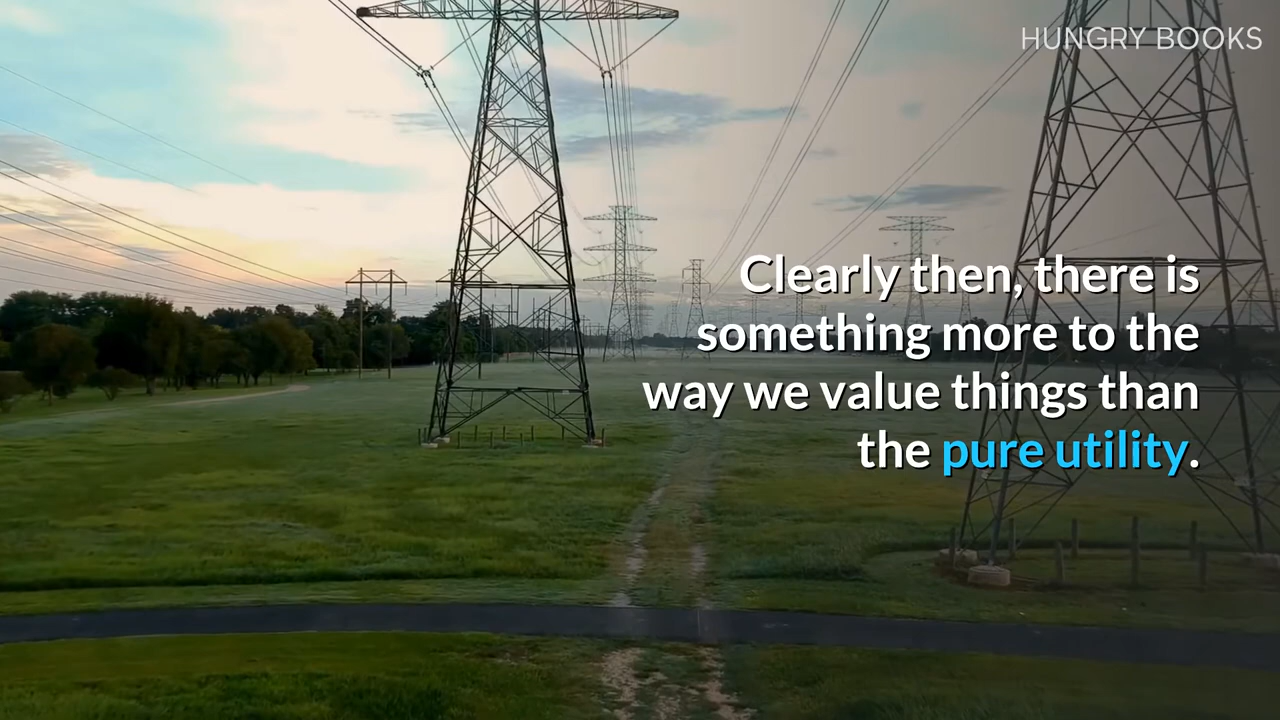 HUNGRY BOOKS
Clearly then, there is
something more to the
way we value things than
the pure utility.